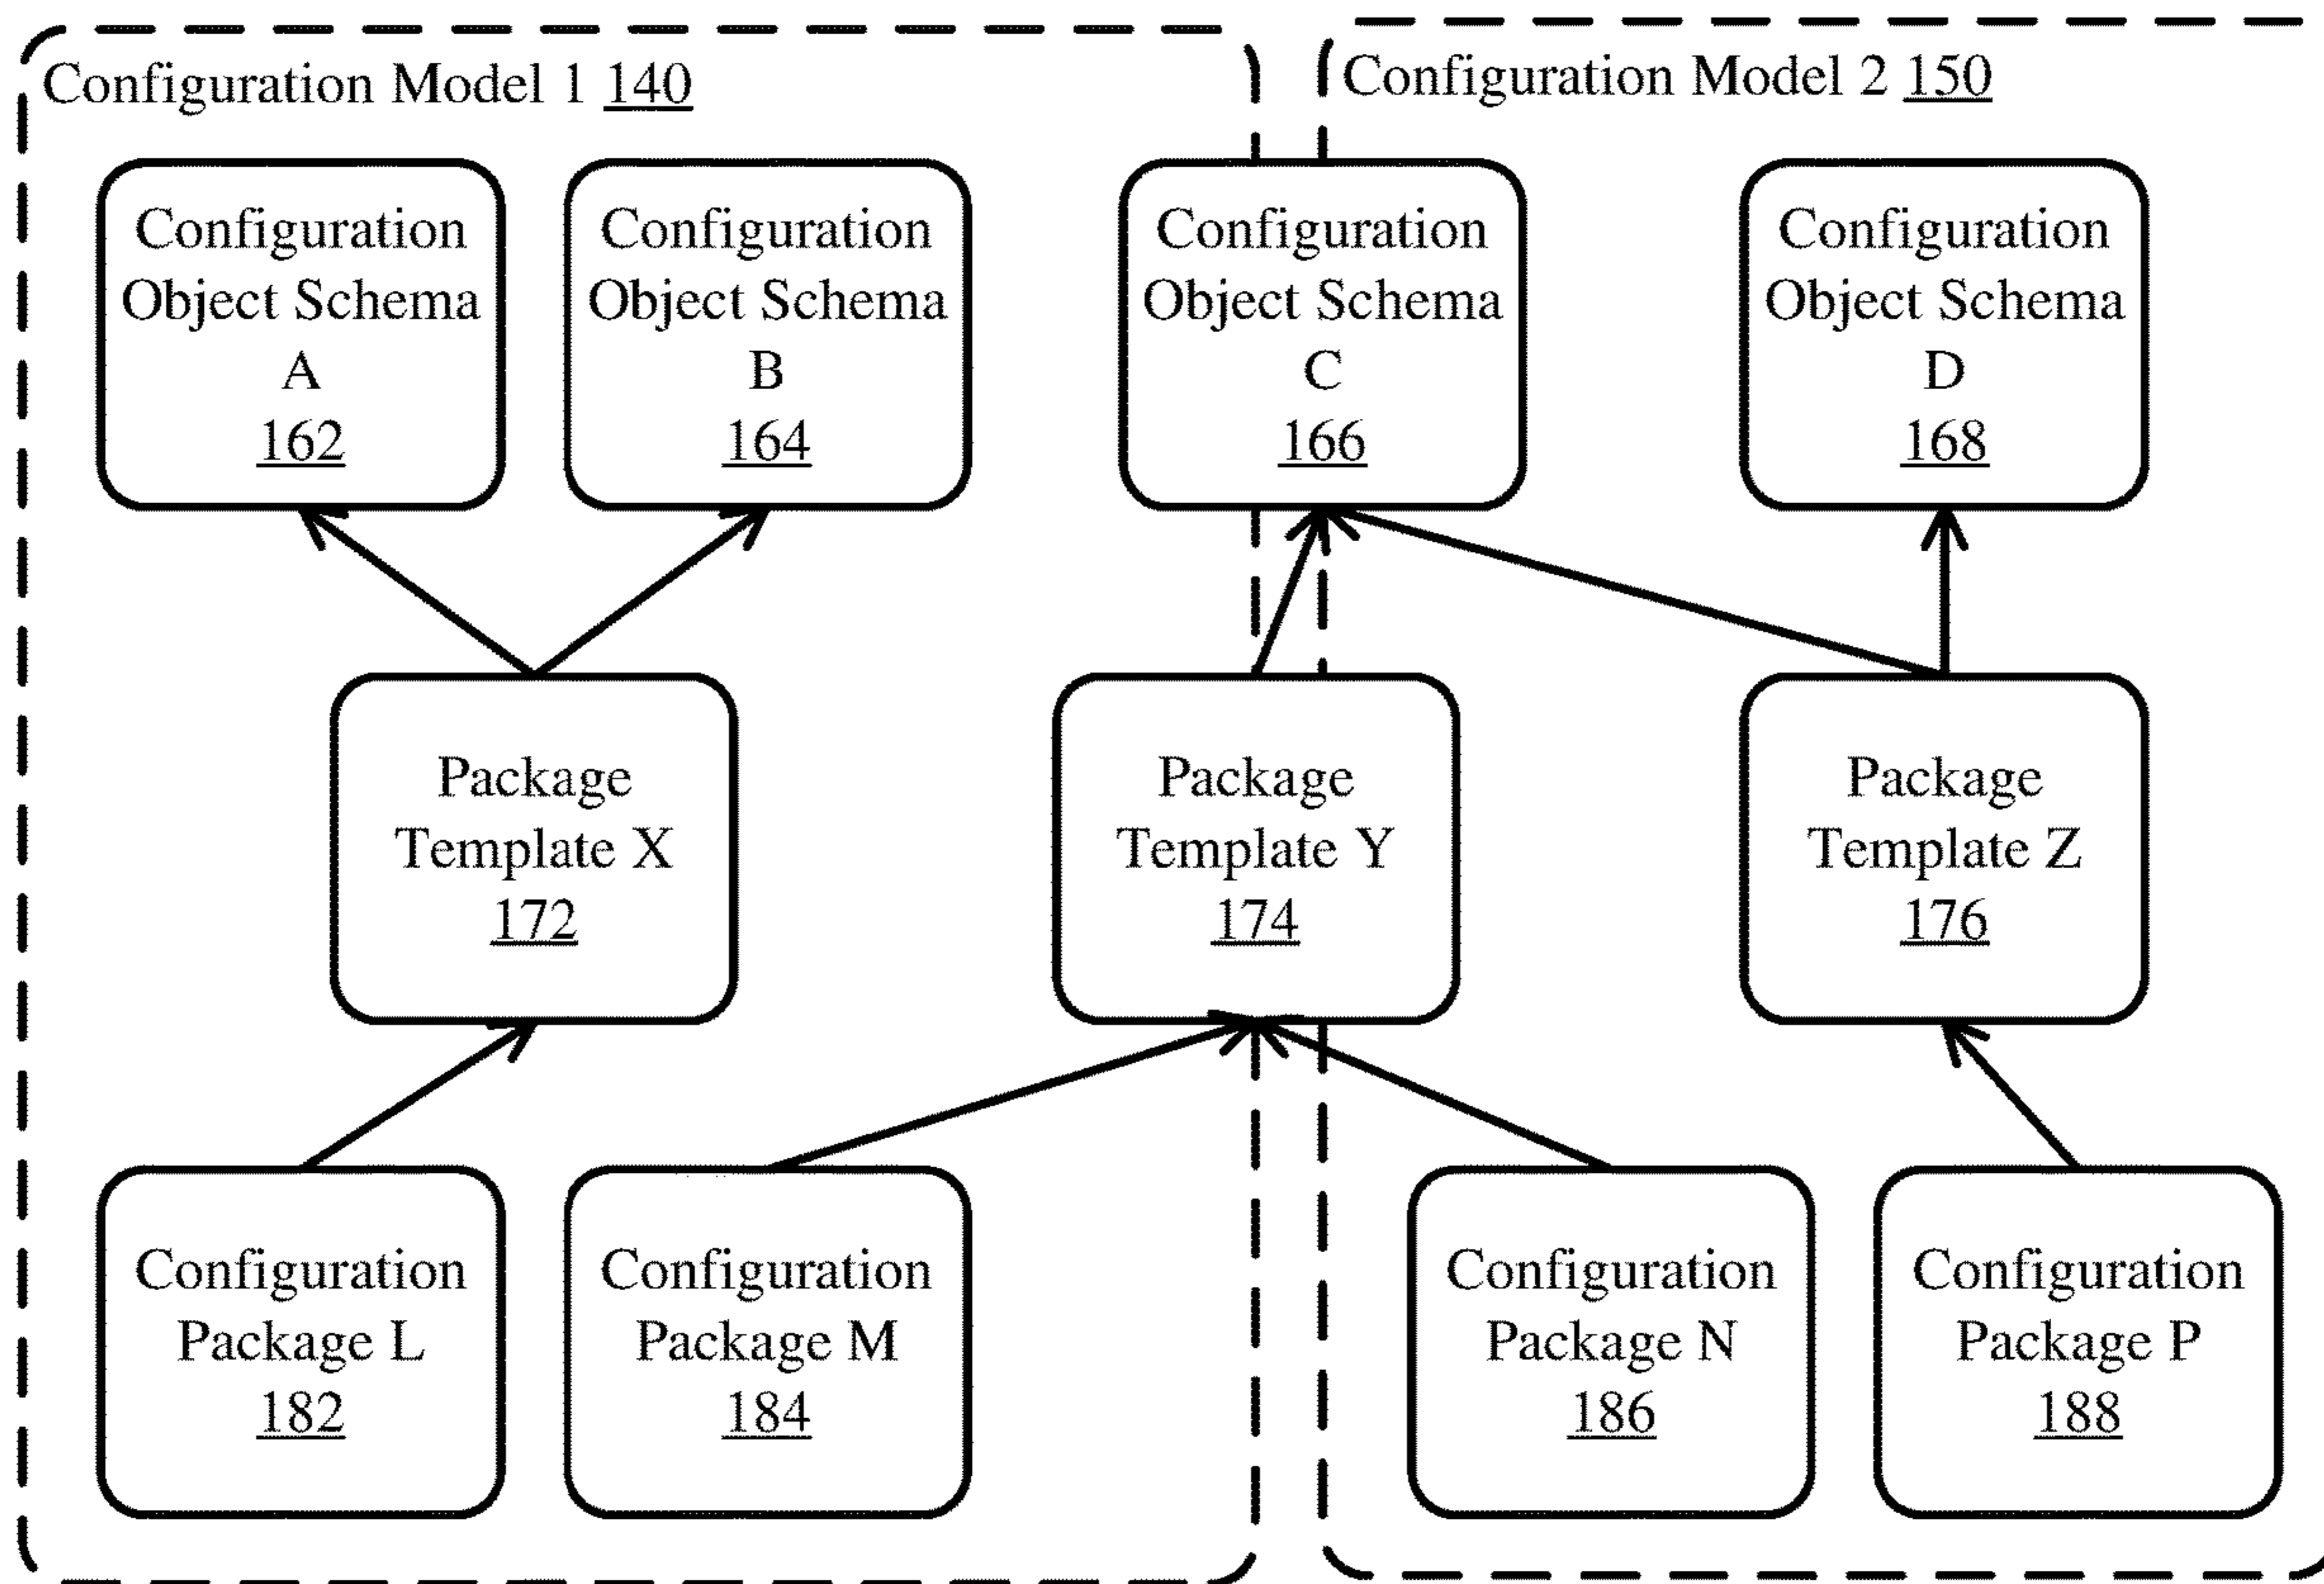 Configuration Model 1 140
Configuration Model 2 150
Configuration
Object Schema
A
162
Configuration
Object Schema
B
164
Configuration
Object Schema
C
166
Configuration
Object Schema
D
168
Package
Template X
172
Package
Template Y
174
Package
Template Z
176
Configuration
Package L
182
Configuration
Package M
184
Configuration
Package N
186
Configuration
Package P
188